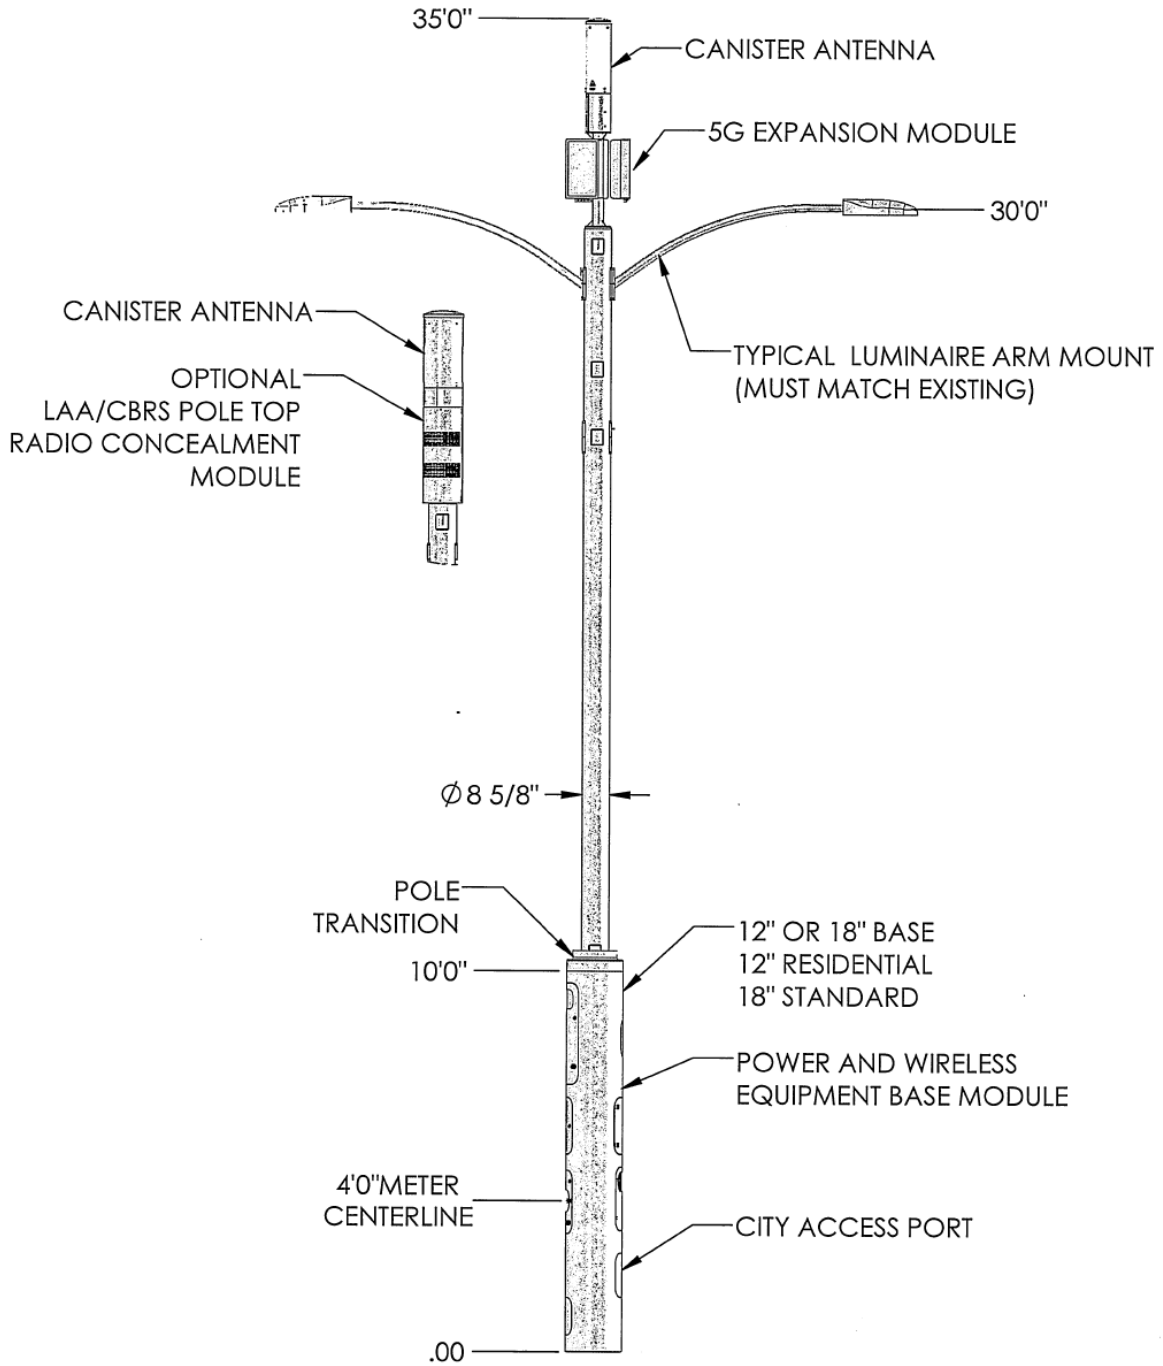 35'0"
CANISTER ANTENNA
5G EXPANSION MODULE
30'0"
CANISTER ANTENNA
OPTIONAL
LAA/CBRS POLE TOP
RADIO CONCEALMENT
MODULE
TYPICAL LUMINAIRE ARM MOUNT
(MUST MATCH EXISTING)
Ø8 5/8"
POLE
TRANSITION
10'0"
12" OR 18" BASE
12" RESIDENTIAL
18" STANDARD
POWER AND WIRELESS
EQUIPMENT BASE MODULE
4'0"METER
CENTERLINE
CITY ACCESS PORT
.00